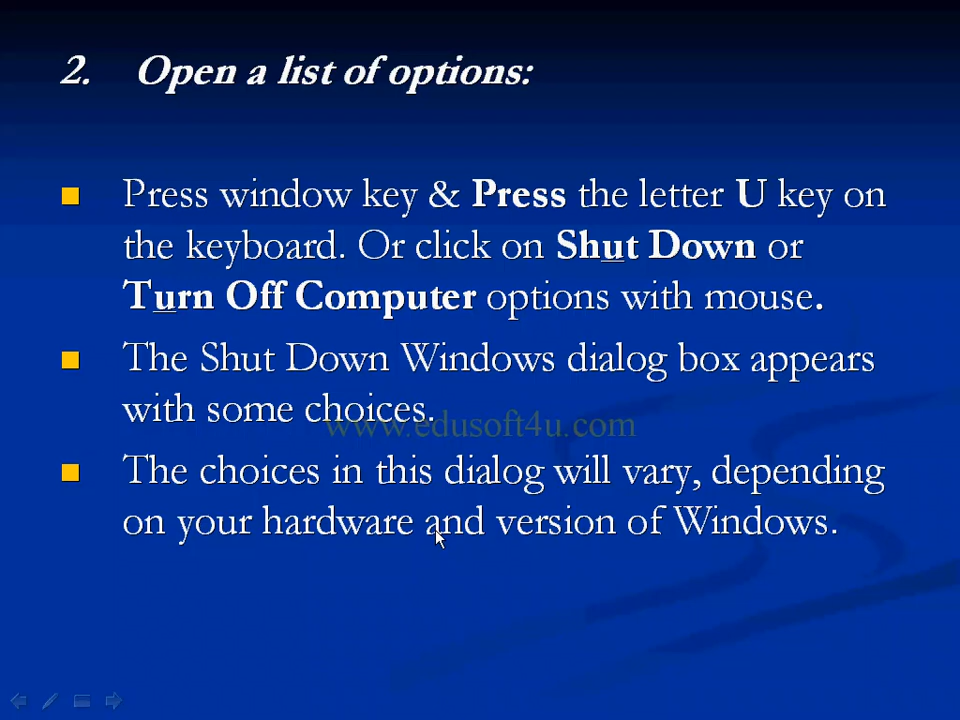 2. Open a list of options:
Press window key & Press the letter U key on
the keyboard. Or click on Shut Down or
Turn Off Computer options with mouse.
The Shut Down Windows dialog box appears
with some choices.
www.edusoft4u.com
The choices in this dialog will vary, depending
on your hardware and version of Windows.